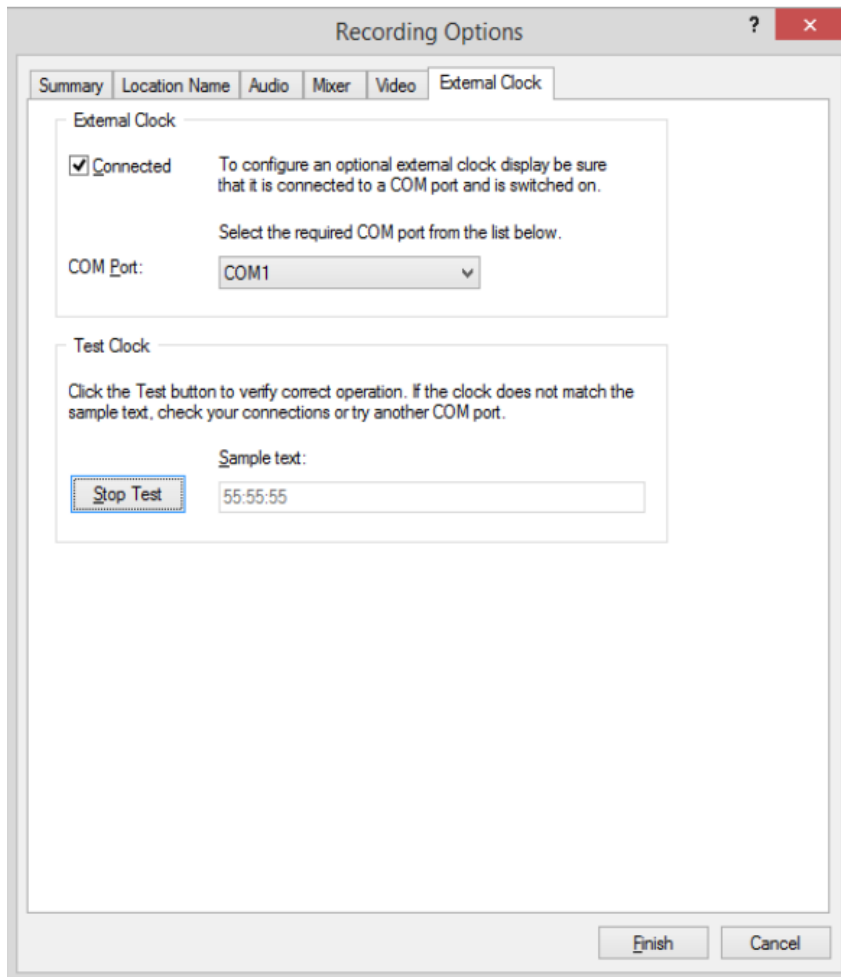 Recording Options
?
Summary Location Name Audio Mixer Video External Clock
External Clock
Connected
To configure an optional external clock display be sure
that it is connected to a COM port and is switched on.
Select the required COM port from the list below.
COM Port:
COM1
Test Clock
Click the Test button to verify correct operation. If the clock does not match the
sample text, check your connections or try another COM port.
Sample text:
Stop Test
55:55:55
Finish
Cancel